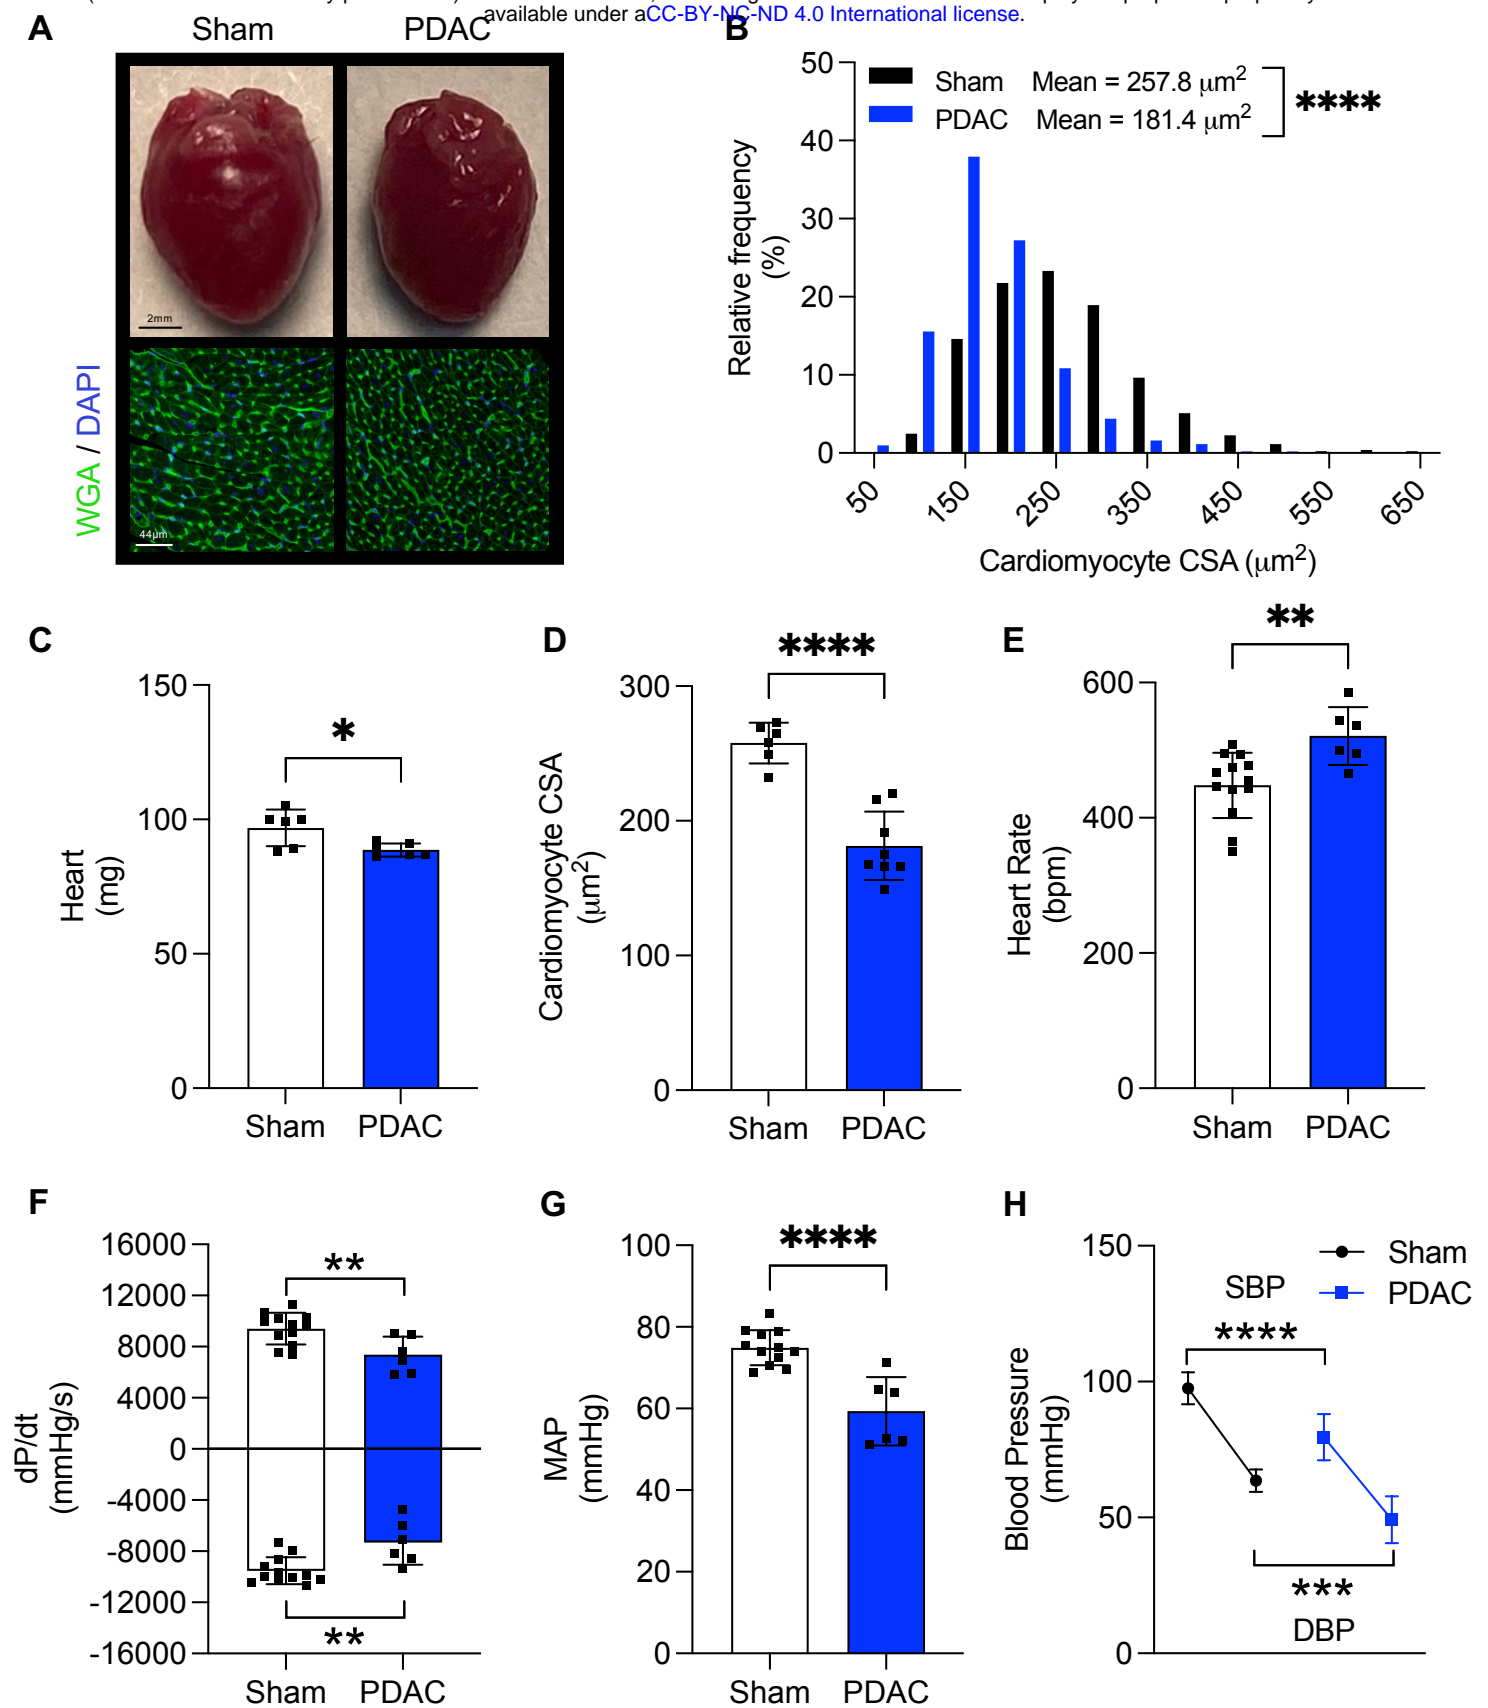 available under aCC-BY-NC-ND 4.0 International license.
A
Sham PDAC
2mm
WGA / DAPI
44μm
B
Relative frequency
(%)
50
40
30
20
10
0
Sham Mean = 257.8 μm²
PDAC Mean = 181.4 μm²
****
50 150 250 350 450 550 650
Cardiomyocyte CSA (μm²)
C
Heart
(mg)
150
100
50
0
*
Sham PDAC
D
Cardiomyocyte CSA
(μm²)
300
200
100
0
****
Sham PDAC
E
Heart Rate
(bpm)
600
400
200
0
**
Sham PDAC
F
dP/dt
(mmHg/s)
16000
12000
8000
4000
0
-4000
-8000
-12000
-16000
**
**
Sham PDAC
G
MAP
(mmHg)
100
80
60
40
20
0
****
Sham PDAC
H
Blood Pressure
(mmHg)
150
100
50
0
Sham
PDAC
SBP
****
***
DBP